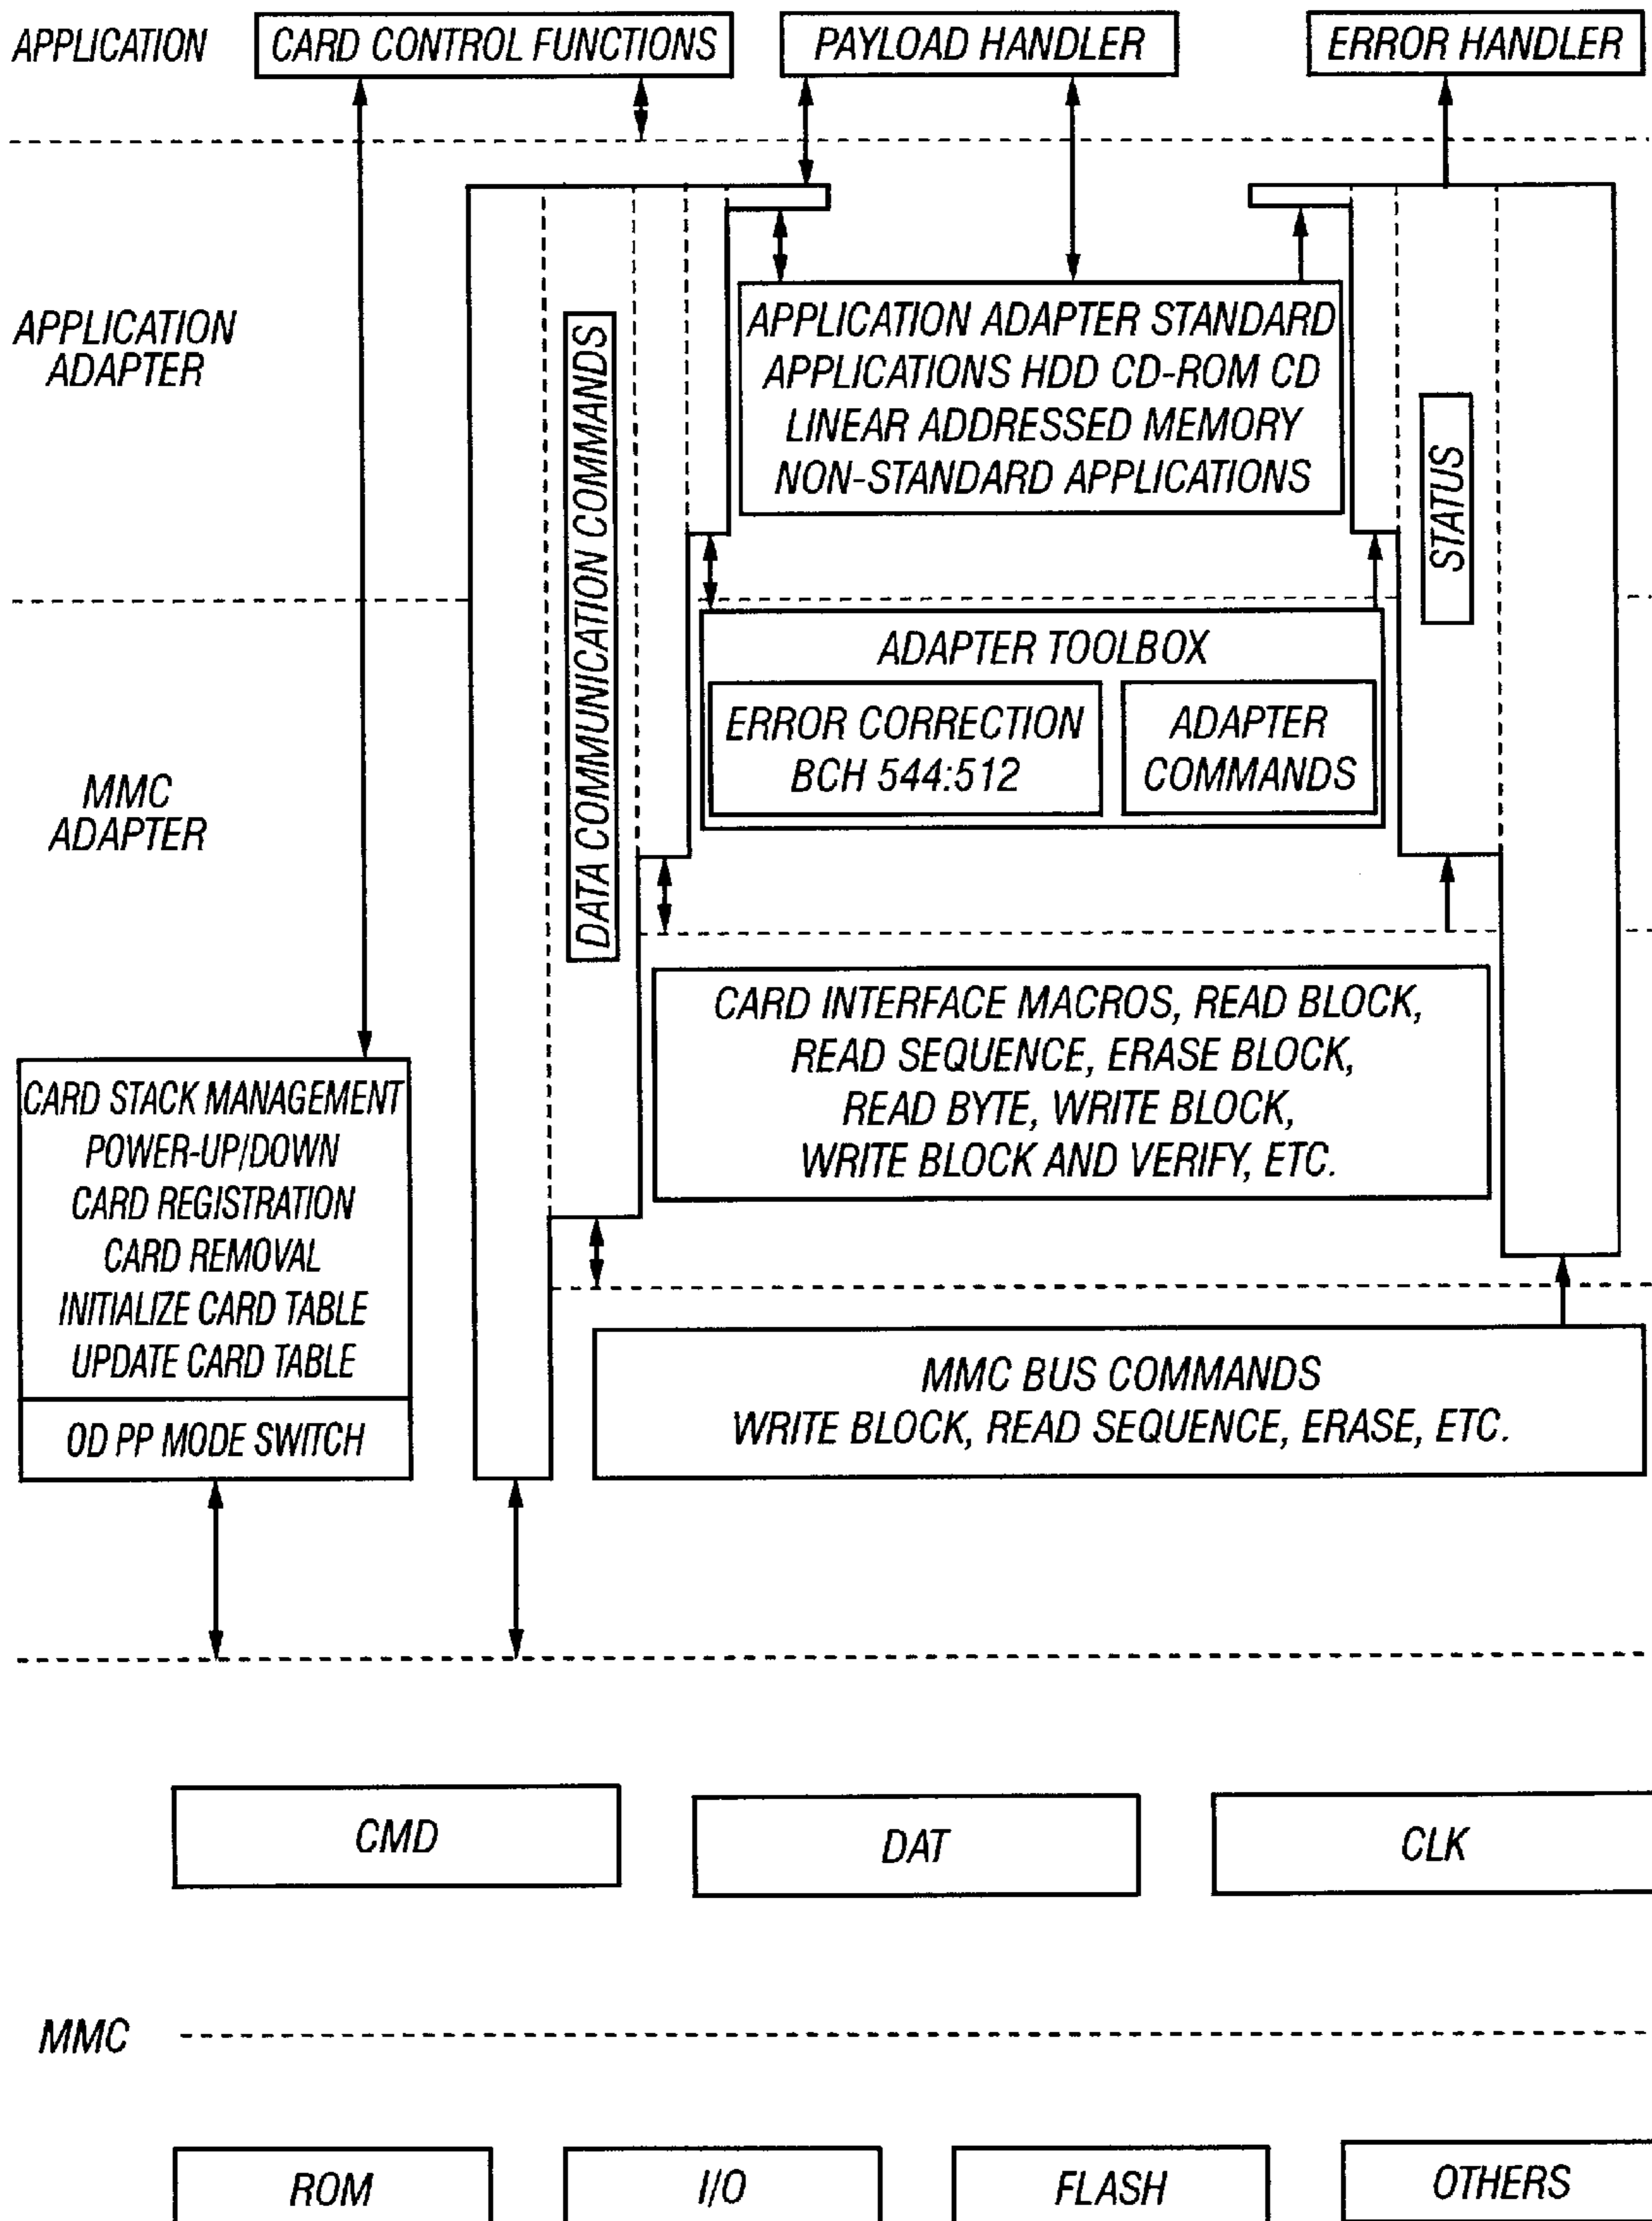 APPLICATION
CARD CONTROL FUNCTIONS
PAYLOAD HANDLER
ERROR HANDLER
APPLICATION
ADAPTER
DATA COMMUNICATION COMMANDS
APPLICATION ADAPTER STANDARD
APPLICATIONS HDD CD-ROM CD
LINEAR ADDRESSED MEMORY
NON-STANDARD APPLICATIONS
STATUS
MMC
ADAPTER
ADAPTER TOOLBOX
ERROR CORRECTION
BCH 544:512
ADAPTER
COMMANDS
CARD INTERFACE MACROS, READ BLOCK,
READ SEQUENCE, ERASE BLOCK,
READ BYTE, WRITE BLOCK,
WRITE BLOCK AND VERIFY, ETC.
CARD STACK MANAGEMENT
POWER-UP/DOWN
CARD REGISTRATION
CARD REMOVAL
INITIALIZE CARD TABLE
UPDATE CARD TABLE
OD PP MODE SWITCH
MMC BUS COMMANDS
WRITE BLOCK, READ SEQUENCE, ERASE, ETC.
CMD
DAT
CLK
MMC
ROM
I/O
FLASH
OTHERS